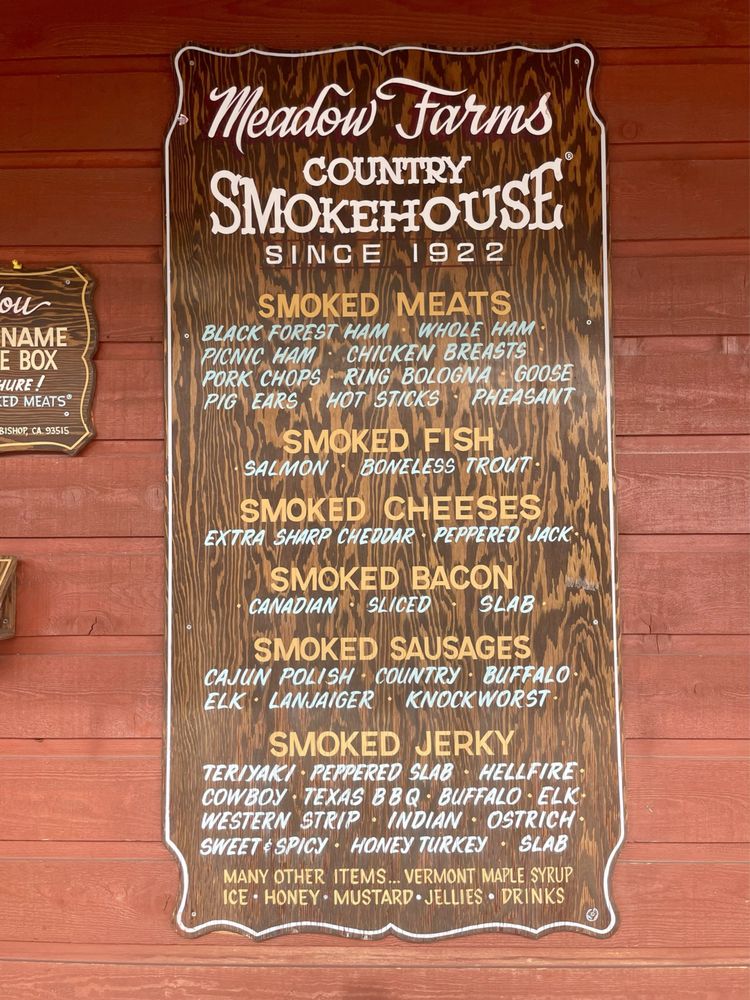 Meadow Farms
COUNTRY
SMOKEHOUSE®
SINCE 1922
SMOKED MEATS
BLACK FOREST HAM · WHOLE HAM ·
PICNIC HAM · CHICKEN BREASTS
PORK CHOPS · RING BOLOGNA · GOOSE
PIG EARS · HOT STICKS · PHEASANT
SMOKED FISH
· SALMON · BONELESS TROUT ·
SMOKED CHEESES
EXTRA SHARP CHEDDAR · PEPPERED JACK ·
SMOKED BACON
· CANADIAN · SLICED · SLAB ·
SMOKED SAUSAGES
CAJUN POLISH · COUNTRY · BUFFALO ·
ELK · LANJAIGER · KNOCKWORST ·
SMOKED JERKY
TERIYAKI · PEPPERED SLAB · HELLFIRE ·
COWBOY · TEXAS BBQ · BUFFALO · ELK ·
WESTERN STRIP · INDIAN · OSTRICH
SWEET & SPICY · HONEY TURKEY · SLAB
MANY OTHER ITEMS... VERMONT MAPLE SYRUP
ICE · HONEY · MUSTARD · JELLIES · DRINKS
NAME
BOX
MEATS®
BISHOP, CA. 93515